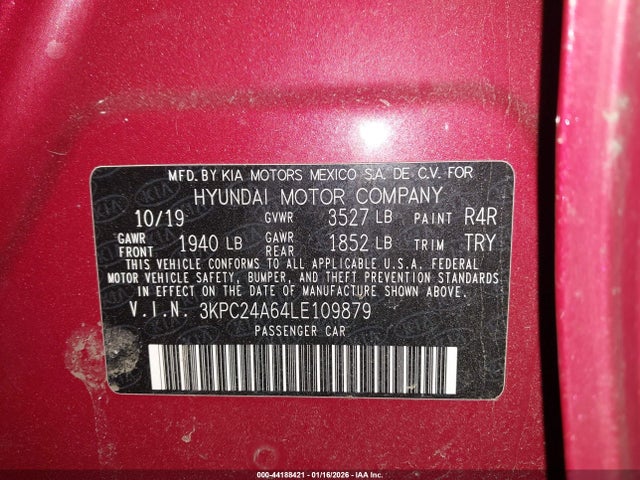 MFD. BY KIA MOTORS MEXICO S.A. DE C.V. FOR
HYUNDAI MOTOR COMPANY
10/19 GVWR 3527 LB PAINT R4R
GAWR FRONT 1940 LB GAWR REAR 1852 LB TRIM TRY
THIS VEHICLE CONFORMS TO ALL APPLICABLE U.S.A. FEDERAL
MOTOR VEHICLE SAFETY, BUMPER, AND THEFT PREVENTION STANDARDS
IN EFFECT ON THE DATE OF MANUFACTURE SHOWN ABOVE.
V.I.N. 3KPC24A64LE109879
PASSENGER CAR
000-44188421 - 01/16/2026 - IAA Inc.